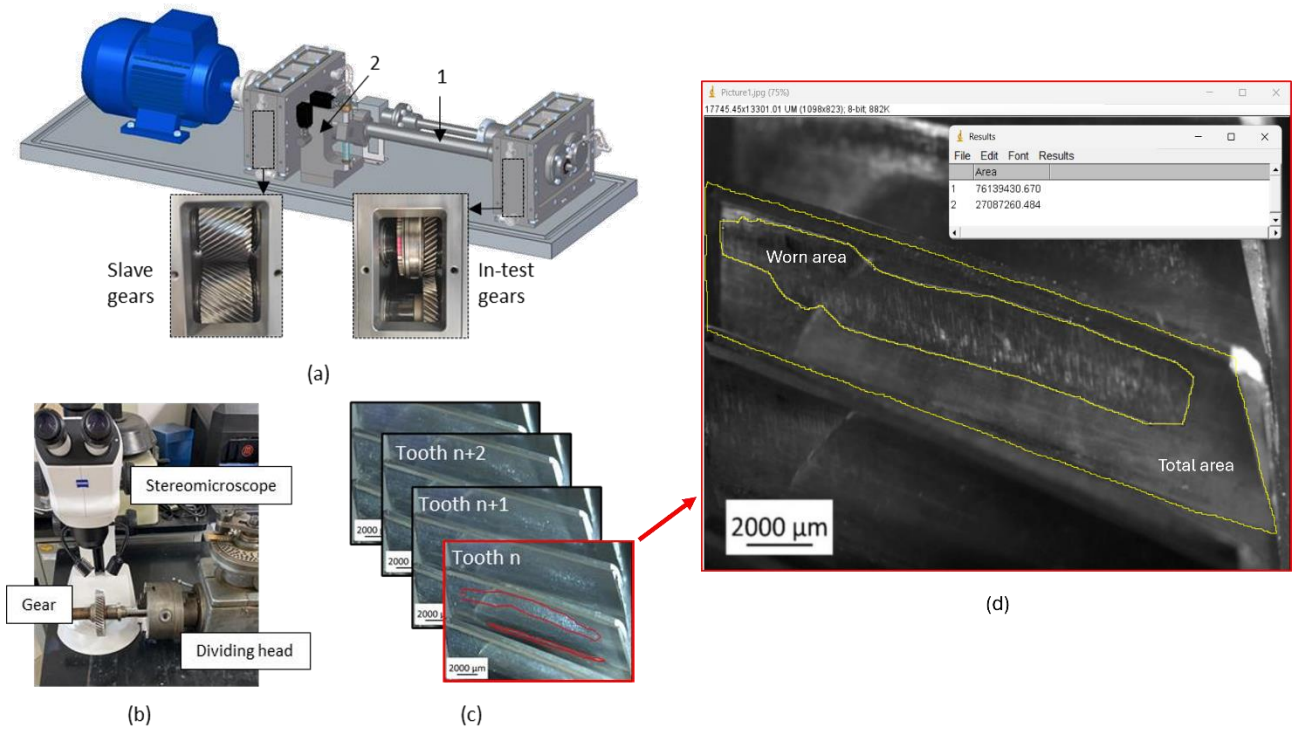 2
1
Slave
gears
In-test
gears
(a)
Stereomicroscope
Gear
Dividing head
(b)
Tooth n+2
Tooth n+1
Tooth n
2000
2000
2000 µm
2000 µm
(c)
Picture1.jpg (75%)
17745.45x13301.01 UM (1098x823); 8-bit; 882K
Results
File Edit Font Results
Area
1 76139430.670
2 27087260.484
Worn area
Total area
2000 µm
(d)